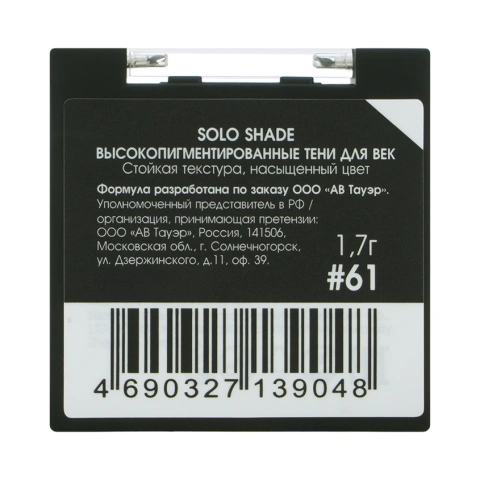 SOLO SHADE
ВЫСОКОПИГМЕНТИРОВАННЫЕ ТЕНИ ДЛЯ ВЕК
Стойкая текстура, насыщенный цвет
Формула разработана по заказу ООО «АВ Тауэр».
Уполномоченный представитель в РФ /
организация, принимающая претензии:
ООО «АВ Тауэр», Россия, 141506,
Московская обл., г. Солнечногорск,
ул. Дзержинского, д.11, оф. 39.
1,7г
#61
4 690327 139048